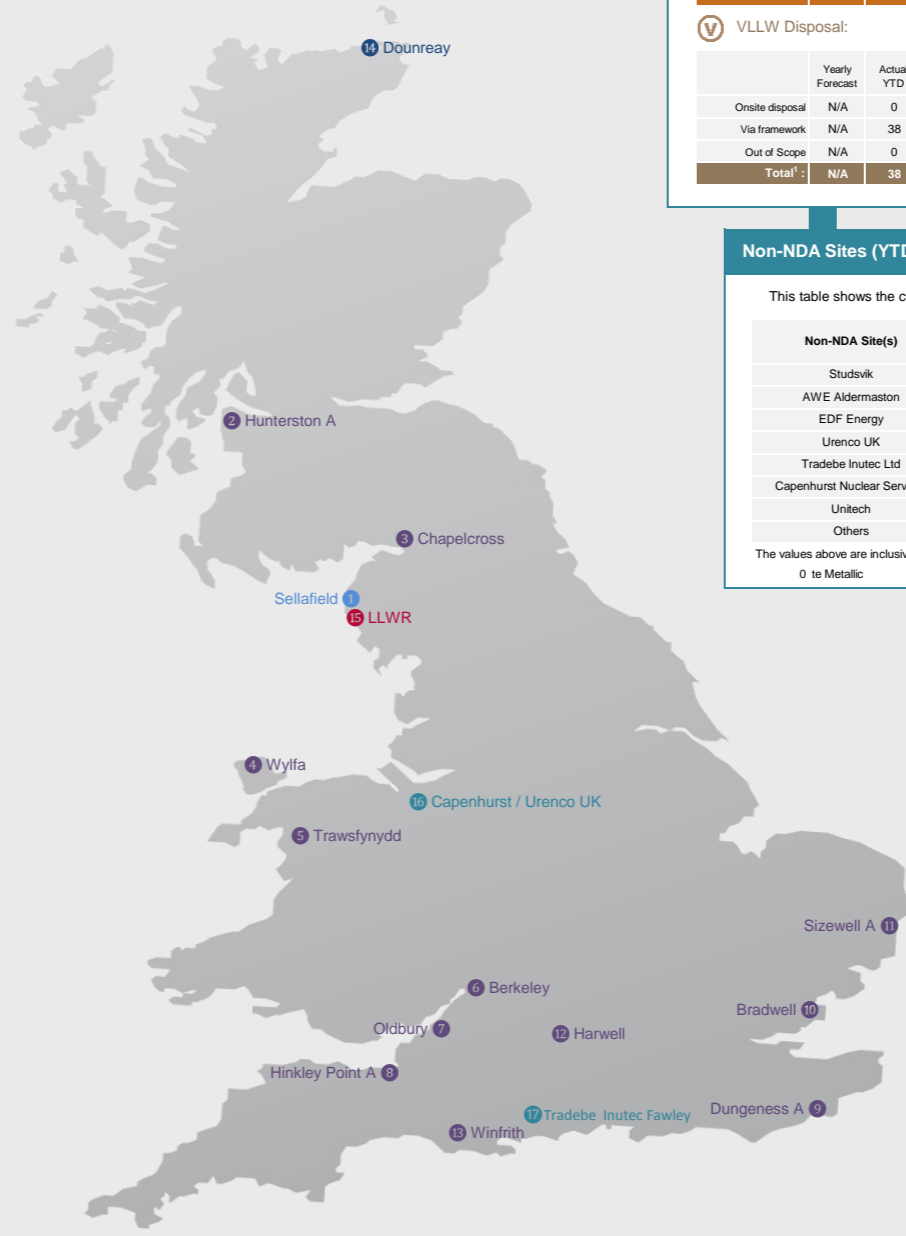 V VLLW Disposal:
Yearly Forecast Actua YTD
Onsite disposal N/A 0
Via framework N/A 38
Out of Scope N/A 0
Total¹ : N/A 38
Non-NDA Sites (YTD
This table shows the c
Non-NDA Site(s)
Studsvik
AWE Aldermaston
EDF Energy
Urenco UK
Tradebe Inutec Ltd
Capenhurst Nuclear Serv
Unitech
Others
The values above are inclusiv
0 te Metallic
14 Dounreay
2 Hunterston A
3 Chapelcross
Sellafield 1
15 LLWR
4 Wylfa
16 Capenhurst / Urenco UK
5 Trawsfynydd
Sizewell A 11
6 Berkeley
Bradwell 10
Oldbury 7
12 Harwell
Hinkley Point A 8
17 Tradebe Inutec Fawley
Dungeness A 9
13 Winfrith